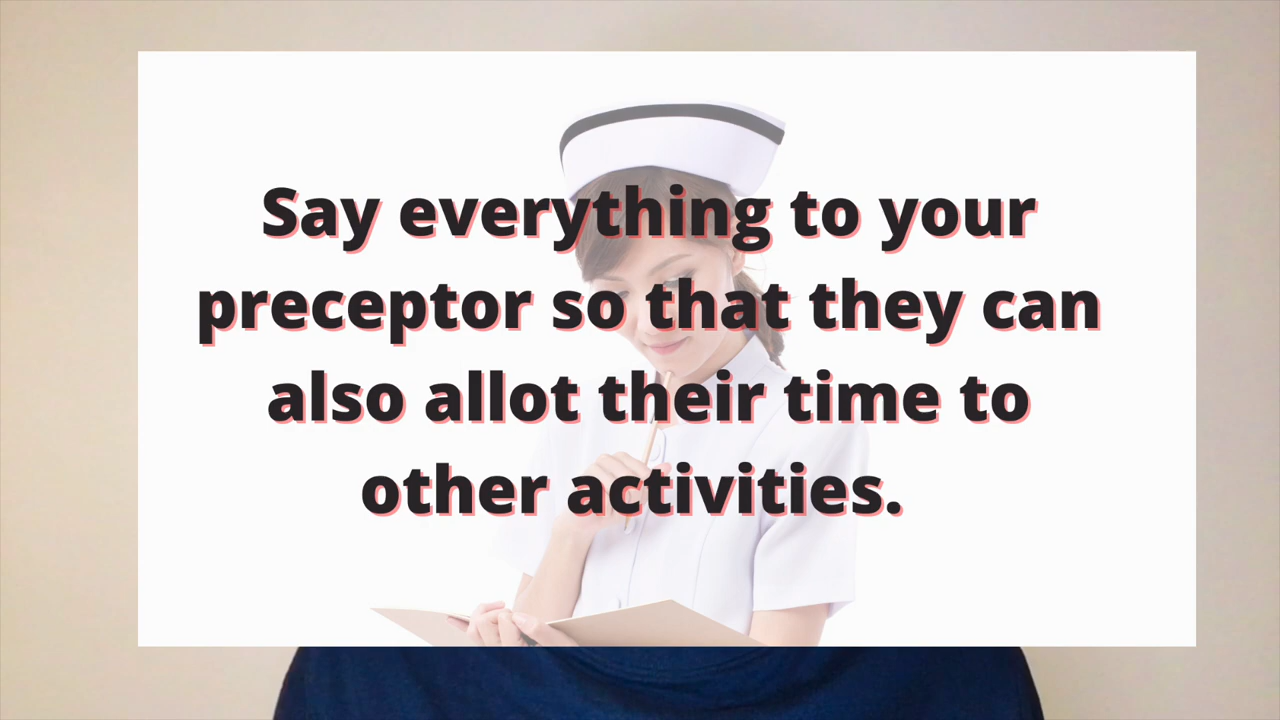 Say everything to your
preceptor so that they can
also allot their time to
other activities.